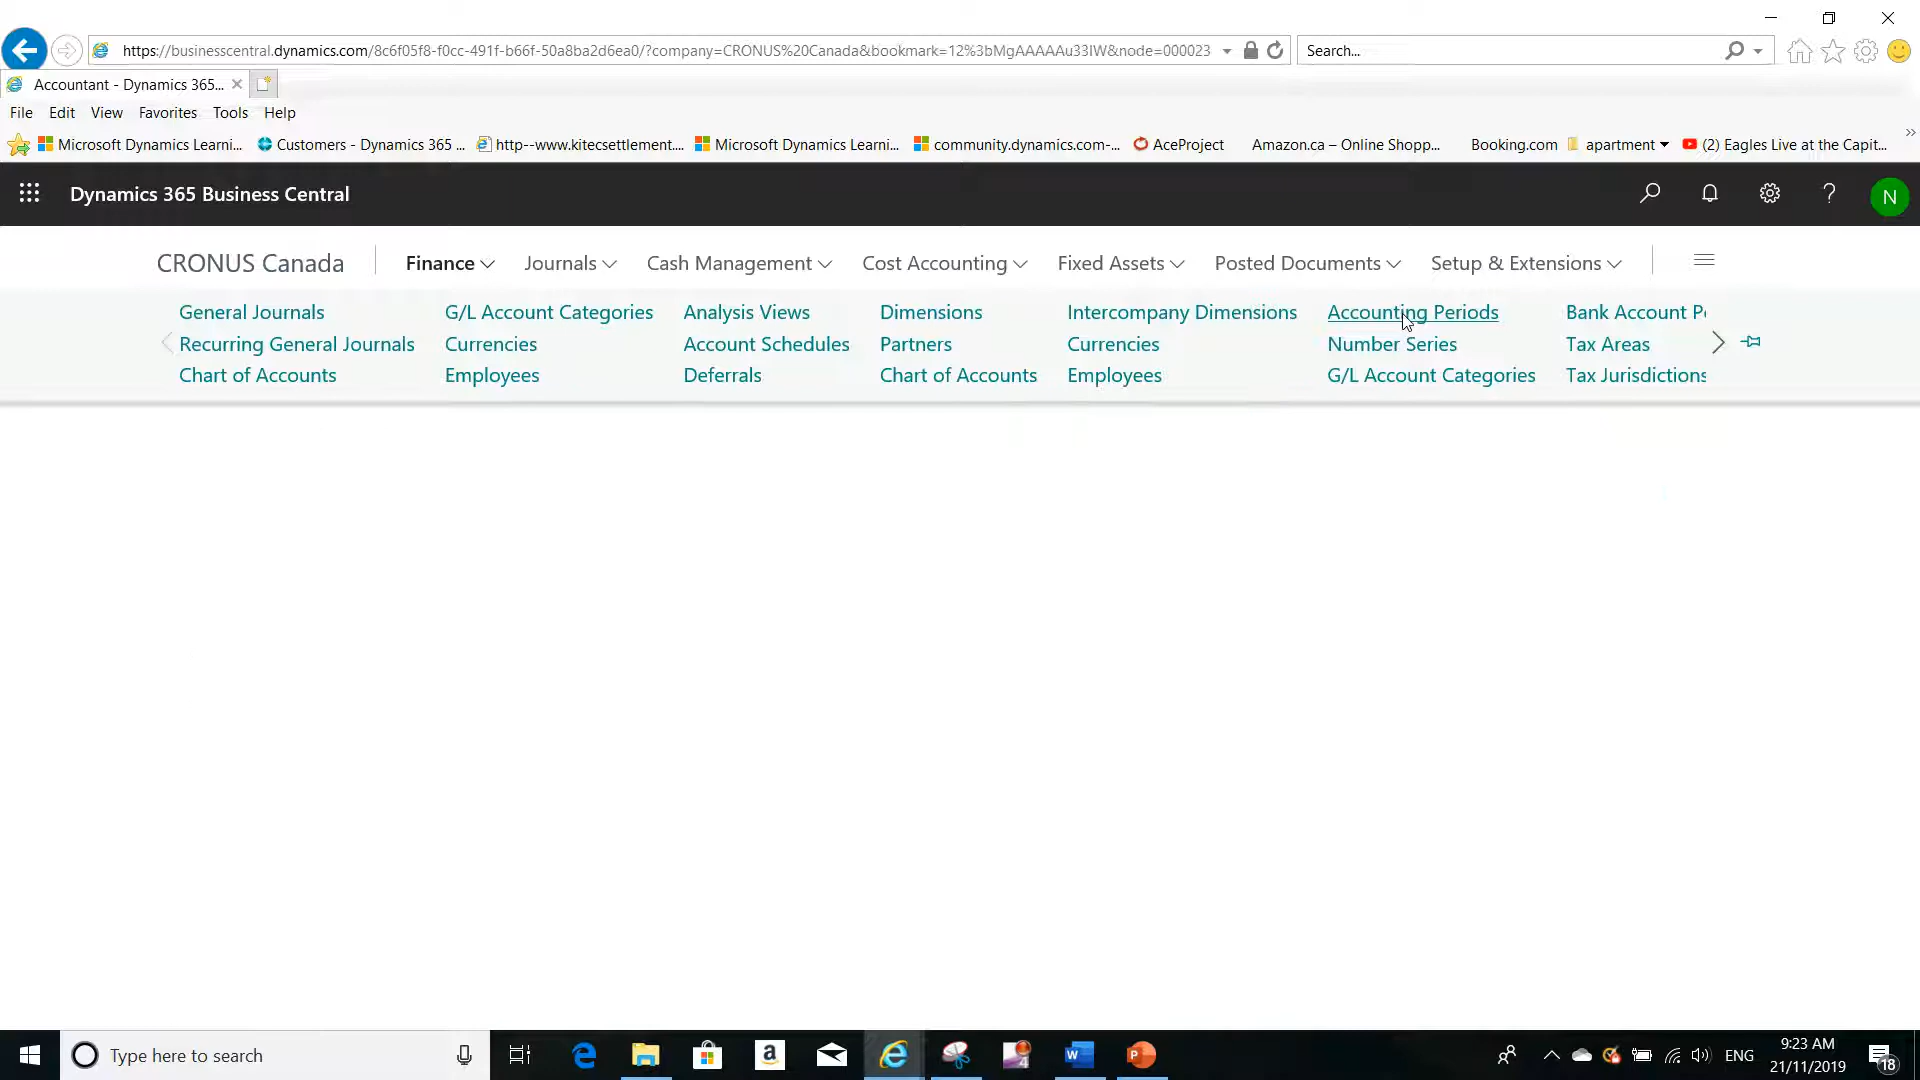 https://businesscentral.dynamics.com/8c6f05f8-f0cc-491f-b66f-50a8ba2d6ea0/?company=CRONUS%20Canada&bookmark=12%3bMgAAAAAu33IW&node=000023
Search...
Accountant - Dynamics 365...
File Edit View Favorites Tools Help
Microsoft Dynamics Learni... Customers - Dynamics 365 ... http--www.kitecsettlement.... Microsoft Dynamics Learni... community.dynamics.com-... AceProject Amazon.ca – Online Shopp... Booking.com apartment (2) Eagles Live at the Capit...
Dynamics 365 Business Central
N
CRONUS Canada Finance Journals Cash Management Cost Accounting Fixed Assets Posted Documents Setup & Extensions
General Journals G/L Account Categories Analysis Views Dimensions Intercompany Dimensions Accounting Periods Bank Account P
Recurring General Journals Currencies Account Schedules Partners Currencies Number Series Tax Areas
Chart of Accounts Employees Deferrals Chart of Accounts Employees G/L Account Categories Tax Jurisdictions
Type here to search
ENG
9:23 AM
21/11/2019
18